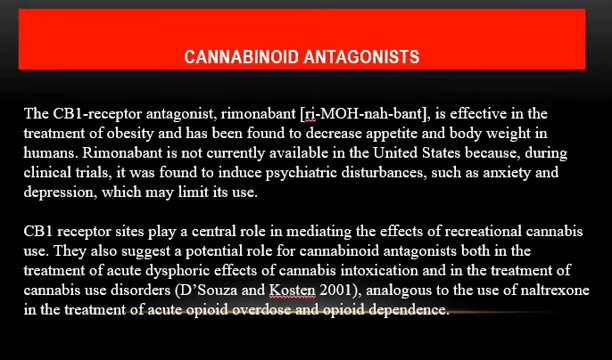 CANNABINOID ANTAGONISTS
The CB1-receptor antagonist, rimonabant [ri-MOH-nah-bant], is effective in the
treatment of obesity and has been found to decrease appetite and body weight in
humans. Rimonabant is not currently available in the United States because, during
clinical trials, it was found to induce psychiatric disturbances, such as anxiety and
depression, which may limit its use.
CB1 receptor sites play a central role in mediating the effects of recreational cannabis
use. They also suggest a potential role for cannabinoid antagonists both in the
treatment of acute dysphoric effects of cannabis intoxication and in the treatment of
cannabis use disorders (D'Souza and Kosten 2001), analogous to the use of naltrexone
in the treatment of acute opioid overdose and opioid dependence.